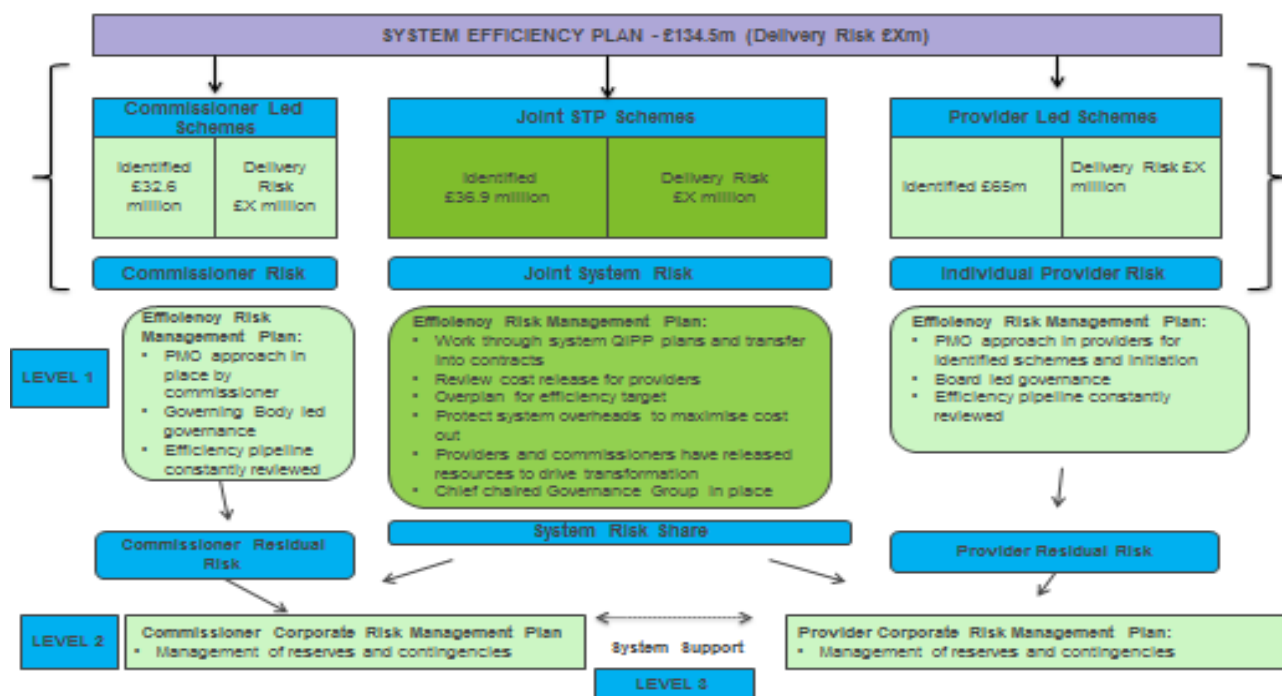 SYSTEM EFFICIENCY PLAN - £134.5m (Delivery Risk £Xm)
Commissioner Led
Schemes
Joint STP Schemes
Provider Led Schemes
Identified
£32.6
million
Delivery
Risk
£X million
Identified
£36.9 million
Delivery Risk
£X million
Identified £65m
Delivery Risk £X
million
Commissioner Risk
Joint System Risk
Individual Provider Risk
LEVEL 1
Efficiency Risk
Management Plan:
• PMO approach in
place by
commissioner
• Governing Body led
governance
• Efficiency pipeline
constantly reviewed
Efficiency Risk Management Plan:
• Work through system QIPP plans and transfer
into contracts
• Review cost release for providers
• Overplan for efficiency target
• Protect system overheads to maximise cost
out
• Providers and commissioners have released
resources to drive transformation
• Chief chaired Governance Group in place
Efficiency Risk Management Plan:
• PMO approach in providers for
identified schemes and initiation
• Board led governance
• Efficiency pipeline constantly
reviewed
Commissioner Residual
Risk
System Risk Share
Provider Residual Risk
LEVEL 2
Commissioner Corporate Risk Management Plan
• Management of reserves and contingencies
System Support
Provider Corporate Risk Management Plan:
• Management of reserves and contingencies
LEVEL 3